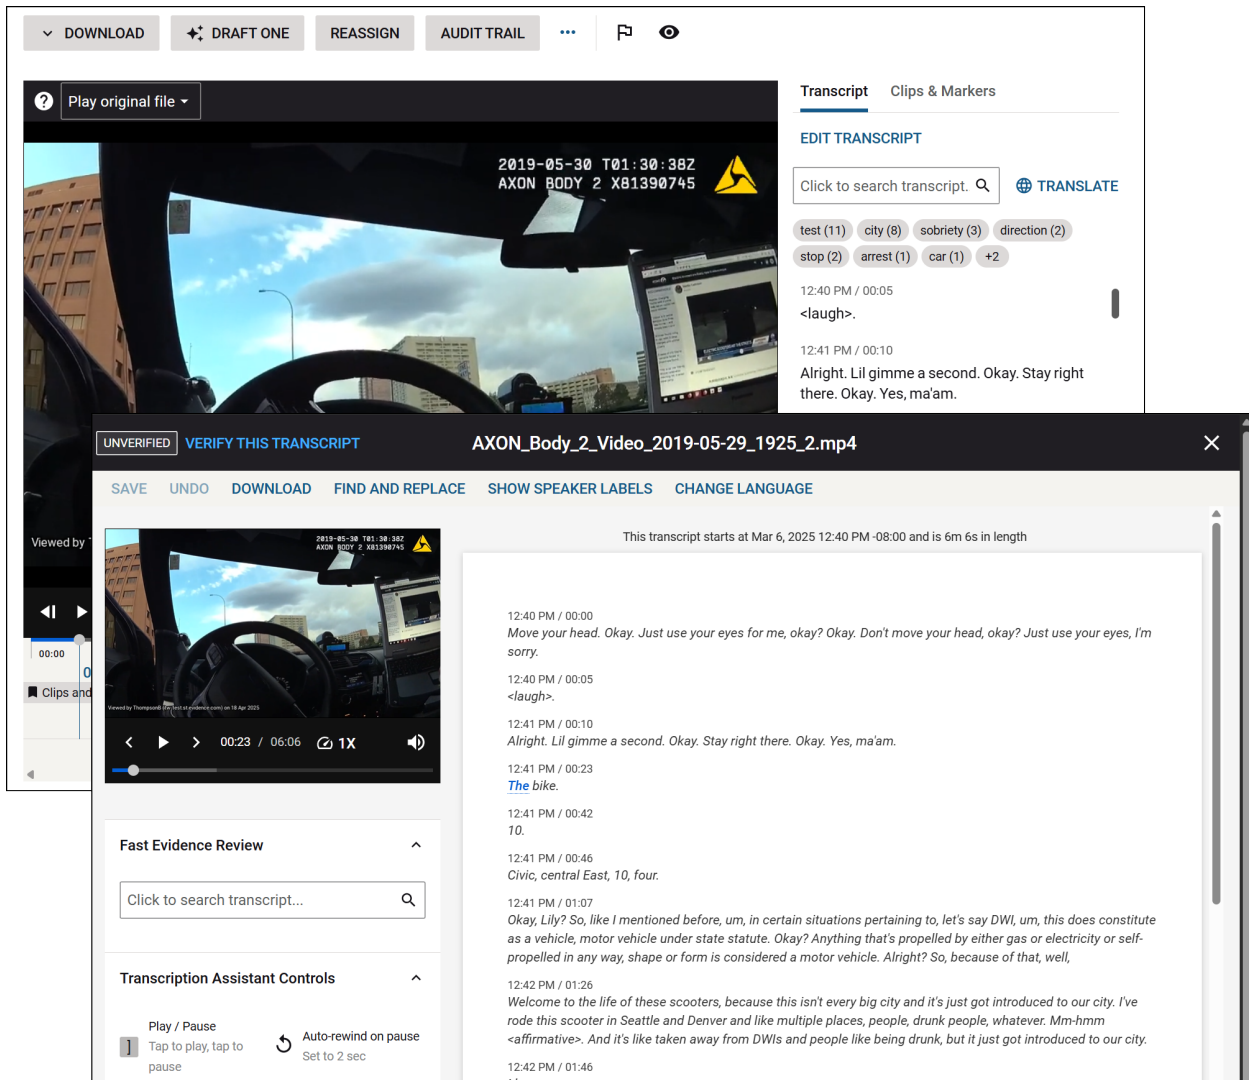 DOWNLOAD
DRAFT ONE
REASSIGN
AUDIT TRAIL
Play original file
2019-05-30 T01:30:38Z
AXON BODY 2 X81390745
Viewed by
00:00
0
Clips and
Transcript
Clips & Markers
EDIT TRANSCRIPT
Click to search transcript.
TRANSLATE
test (11)
city (8)
sobriety (3)
direction (2)
stop (2)
arrest (1)
car (1)
+2
12:40 PM / 00:05
<laugh>.
12:41 PM / 00:10
Alright. Lil gimme a second. Okay. Stay right
there. Okay. Yes, ma'am.
UNVERIFIED
VERIFY THIS TRANSCRIPT
AXON_Body_2_Video_2019-05-29_1925_2.mp4
SAVE
UNDO
DOWNLOAD
FIND AND REPLACE
SHOW SPEAKER LABELS
CHANGE LANGUAGE
2019-05-30 T01:30:38Z
AXON BODY 2 X81390745
00:23 / 06:06
1X
Fast Evidence Review
Click to search transcript...
Transcription Assistant Controls
]
Play / Pause
Tap to play, tap to
pause
Auto-rewind on pause
Set to 2 sec
This transcript starts at Mar 6, 2025 12:40 PM -08:00 and is 6m 6s in length
12:40 PM / 00:00
Move your head. Okay. Just use your eyes for me, okay? Okay. Don't move your head, okay? Just use your eyes, I'm
sorry.
12:40 PM / 00:05
<laugh>.
12:41 PM / 00:10
Alright. Lil gimme a second. Okay. Stay right there. Okay. Yes, ma'am.
12:41 PM / 00:23
The bike.
12:41 PM / 00:42
10.
12:41 PM / 00:46
Civic, central East, 10, four.
12:41 PM / 01:07
Okay, Lily? So, like I mentioned before, um, in certain situations pertaining to, let's say DWI, um, this does constitute
as a vehicle, motor vehicle under state statute. Okay? Anything that's propelled by either gas or electricity or self-
propelled in any way, shape or form is considered a motor vehicle. Alright? So, because of that, well,
12:42 PM / 01:26
Welcome to the life of these scooters, because this isn't every big city and it's just got introduced to our city. I've
rode this scooter in Seattle and Denver and like multiple places, people, drunk people, whatever. Mm-hmm
<affirmative>. And it's like taken away from DWIs and people like being drunk, but it just got introduced to our city.
12:42 PM / 01:46